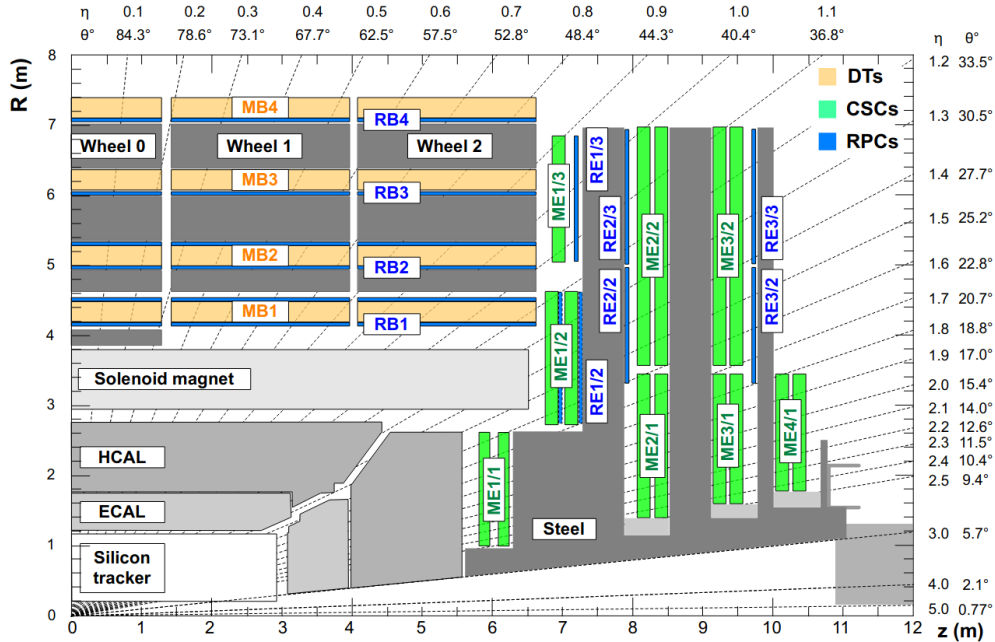 η 0.1 0.2 0.3 0.4 0.5 0.6 0.7 0.8 0.9 1.0 1.1 η θ°
θ° 84.3° 78.6° 73.1° 67.7° 62.5° 57.5° 52.8° 48.4° 44.3° 40.4° 36.8°
R (m)
8
7
6
5
4
3
2
1
0
1.2 33.5°
1.3 30.5°
1.4 27.7°
1.5 25.2°
1.6 22.8°
1.7 20.7°
1.8 18.8°
1.9 17.0°
2.0 15.4°
2.1 14.0°
2.2 12.6°
2.3 11.5°
2.4 10.4°
2.5 9.4°
3.0 5.7°
4.0 2.1°
5.0 0.77°
DTs
CSCs
RPCs
MB4
RB4
Wheel 0 Wheel 1 Wheel 2
MB3
RB3
MB2
RB2
MB1
RB1
Solenoid magnet
HCAL
ECAL
Silicon
tracker
Steel
ME1/1
ME1/2
ME1/3
RE1/2
RE1/3
RE2/2
RE2/3
ME2/1
ME2/2
ME3/1
ME3/2
RE3/2
RE3/3
ME4/1
0 1 2 3 4 5 6 7 8 9 10 11 12
z (m)